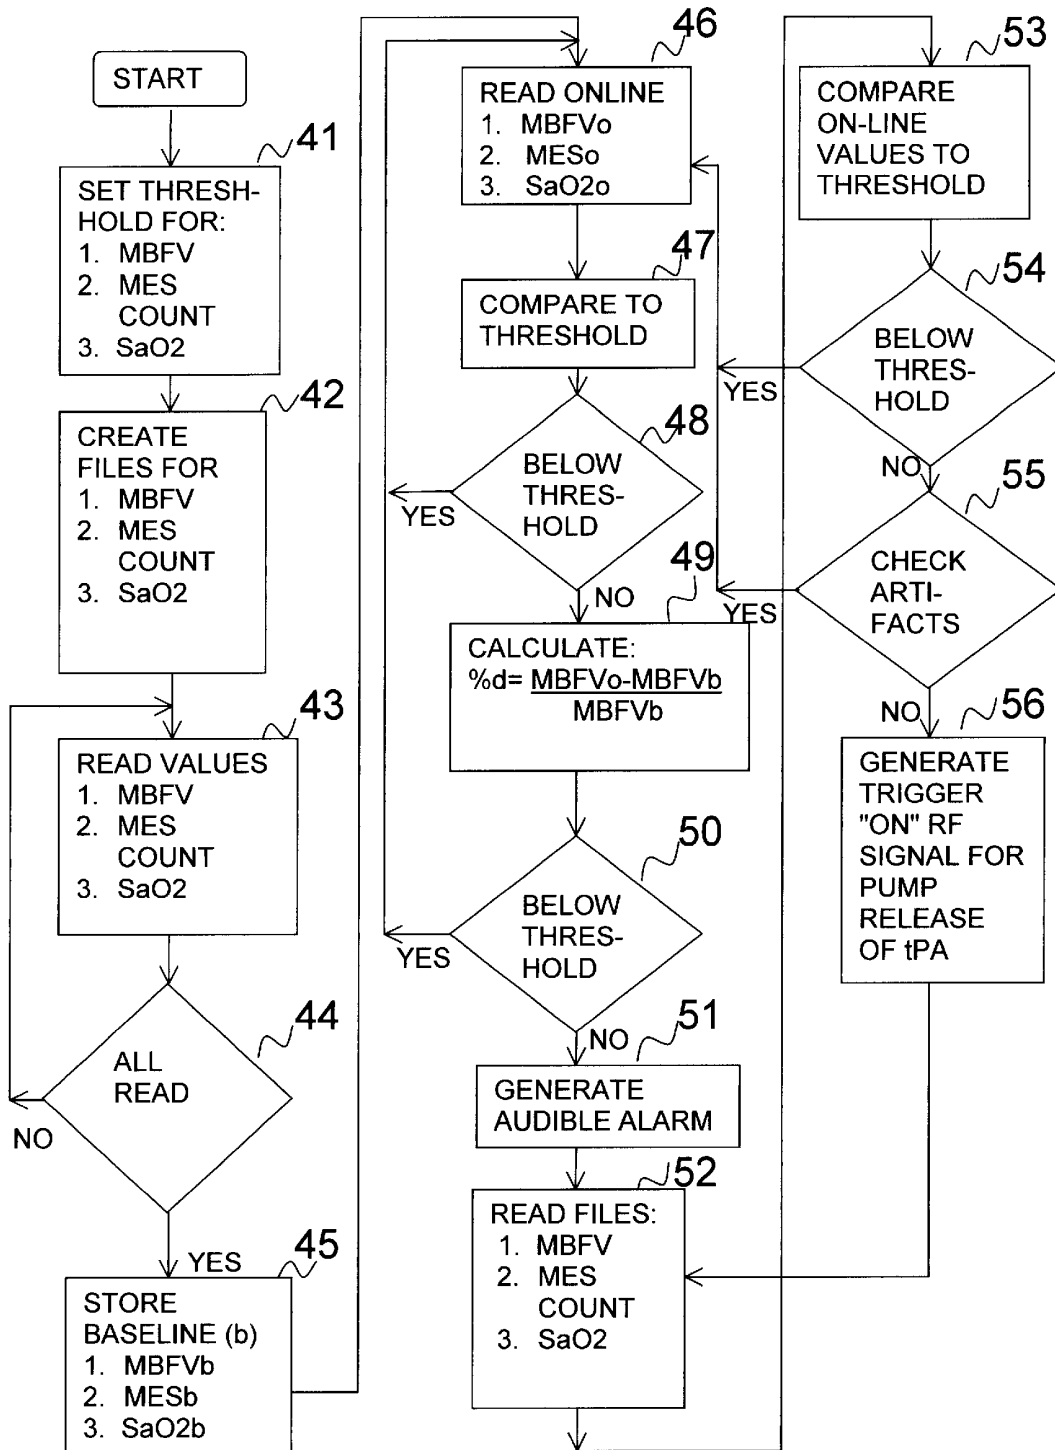 START
41
SET THRESH-
HOLD FOR:
1. MBFV
2. MES
COUNT
3. SaO2
42
CREATE
FILES FOR
1. MBFV
2. MES
COUNT
3. SaO2
43
READ VALUES
1. MBFV
2. MES
COUNT
3. SaO2
44
ALL
READ
NO
YES
45
STORE
BASELINE (b)
1. MBFVb
2. MESb
3. SaO2b
46
READ ONLINE
1. MBFVo
2. MESo
3. SaO2o
47
COMPARE TO
THRESHOLD
48
BELOW
THRES-
HOLD
YES
NO
49
CALCULATE:
%d= MBFVo-MBFVb
MBFVb
50
BELOW
THRES-
HOLD
YES
NO
51
GENERATE
AUDIBLE ALARM
52
READ FILES:
1. MBFV
2. MES
COUNT
3. SaO2
53
COMPARE
ON-LINE
VALUES TO
THRESHOLD
54
BELOW
THRES-
HOLD
YES
NO
55
CHECK
ARTI-
FACTS
YES
NO
56
GENERATE
TRIGGER
"ON" RF
SIGNAL FOR
PUMP
RELEASE
OF tPA